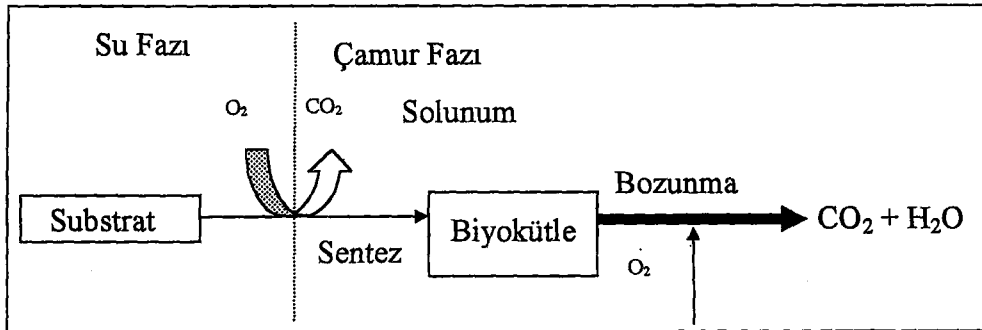 Su Fazı
Çamur Fazı
O₂
CO₂
Solunum
Substrat
Sentez
Biyokütle
Bozunma
O₂
CO₂ + H₂O